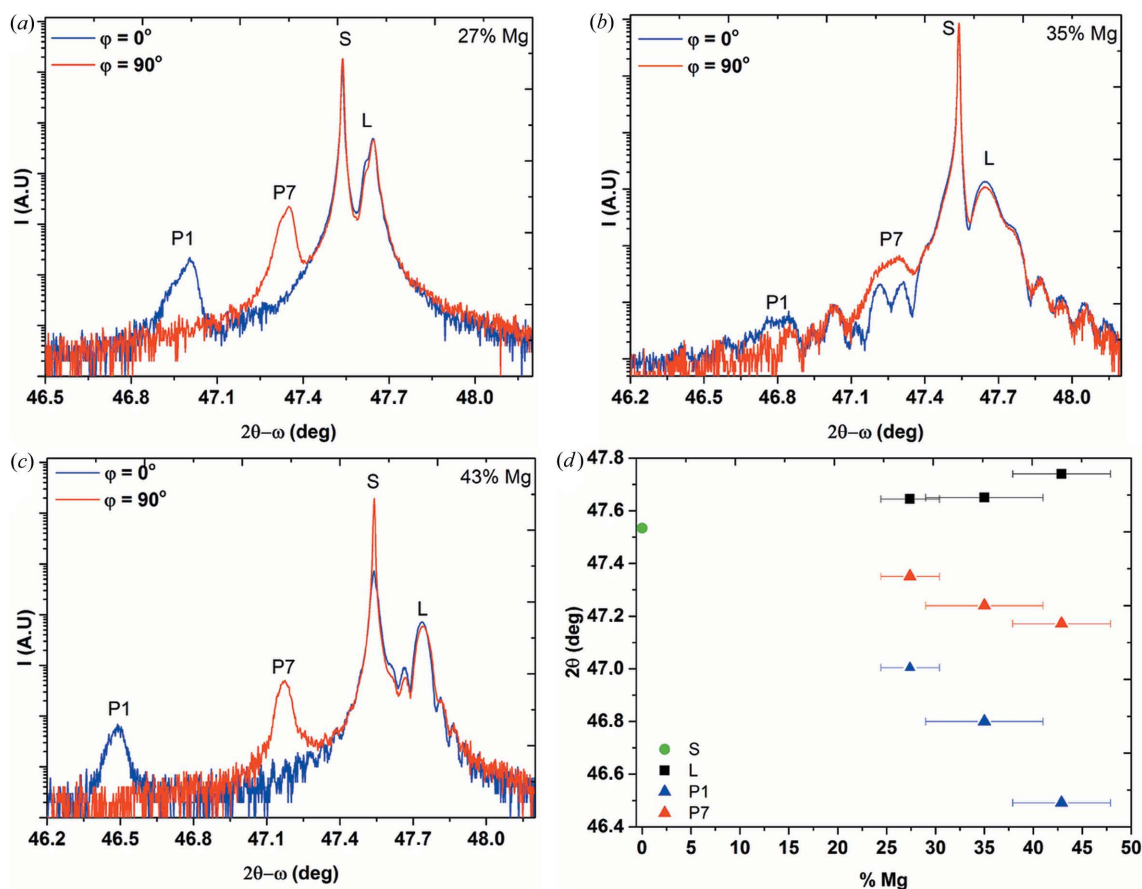 (a)
φ = 0°
φ = 90°
S
27% Mg
L
P7
P1
I (A.U)
46.5 46.8 47.1 47.4 47.7 48.0
2θ−ω (deg)
(b)
φ = 0°
φ = 90°
S
35% Mg
L
P7
P1
I (A.U)
46.2 46.5 46.8 47.1 47.4 47.7 48.0
2θ−ω (deg)
(c)
φ = 0°
φ = 90°
S
43% Mg
L
P7
P1
I (A.U)
46.2 46.5 46.8 47.1 47.4 47.7 48.0
2θ−ω (deg)
(d)
47.8
47.6
47.4
47.2
47.0
46.8
46.6
46.4
2θ (deg)
S
L
P1
P7
0 5 10 15 20 25 30 35 40 45 50
% Mg